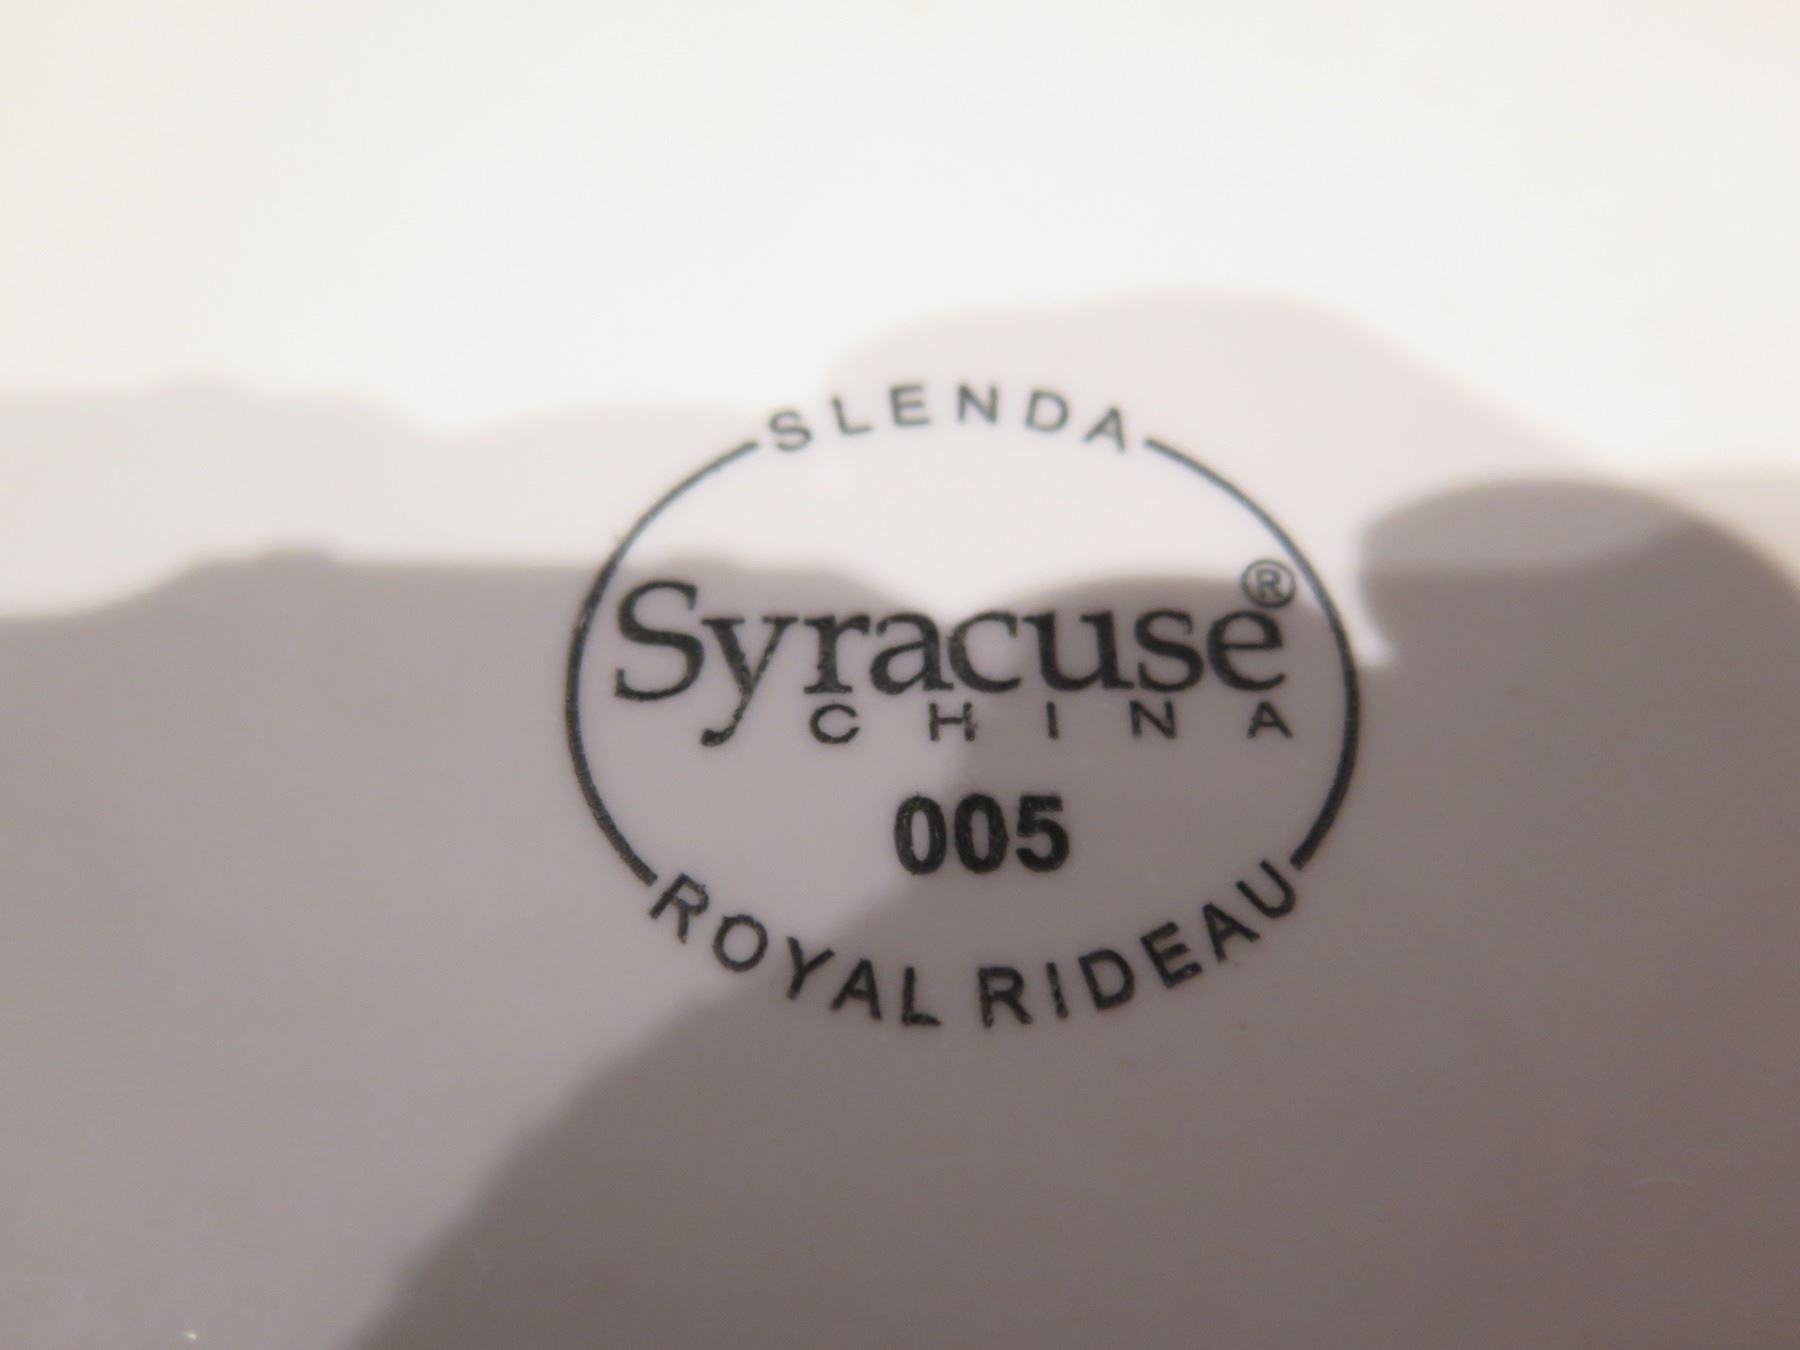 SLENDA
Syracuse®
CHINA
005
ROYAL RIDEAU